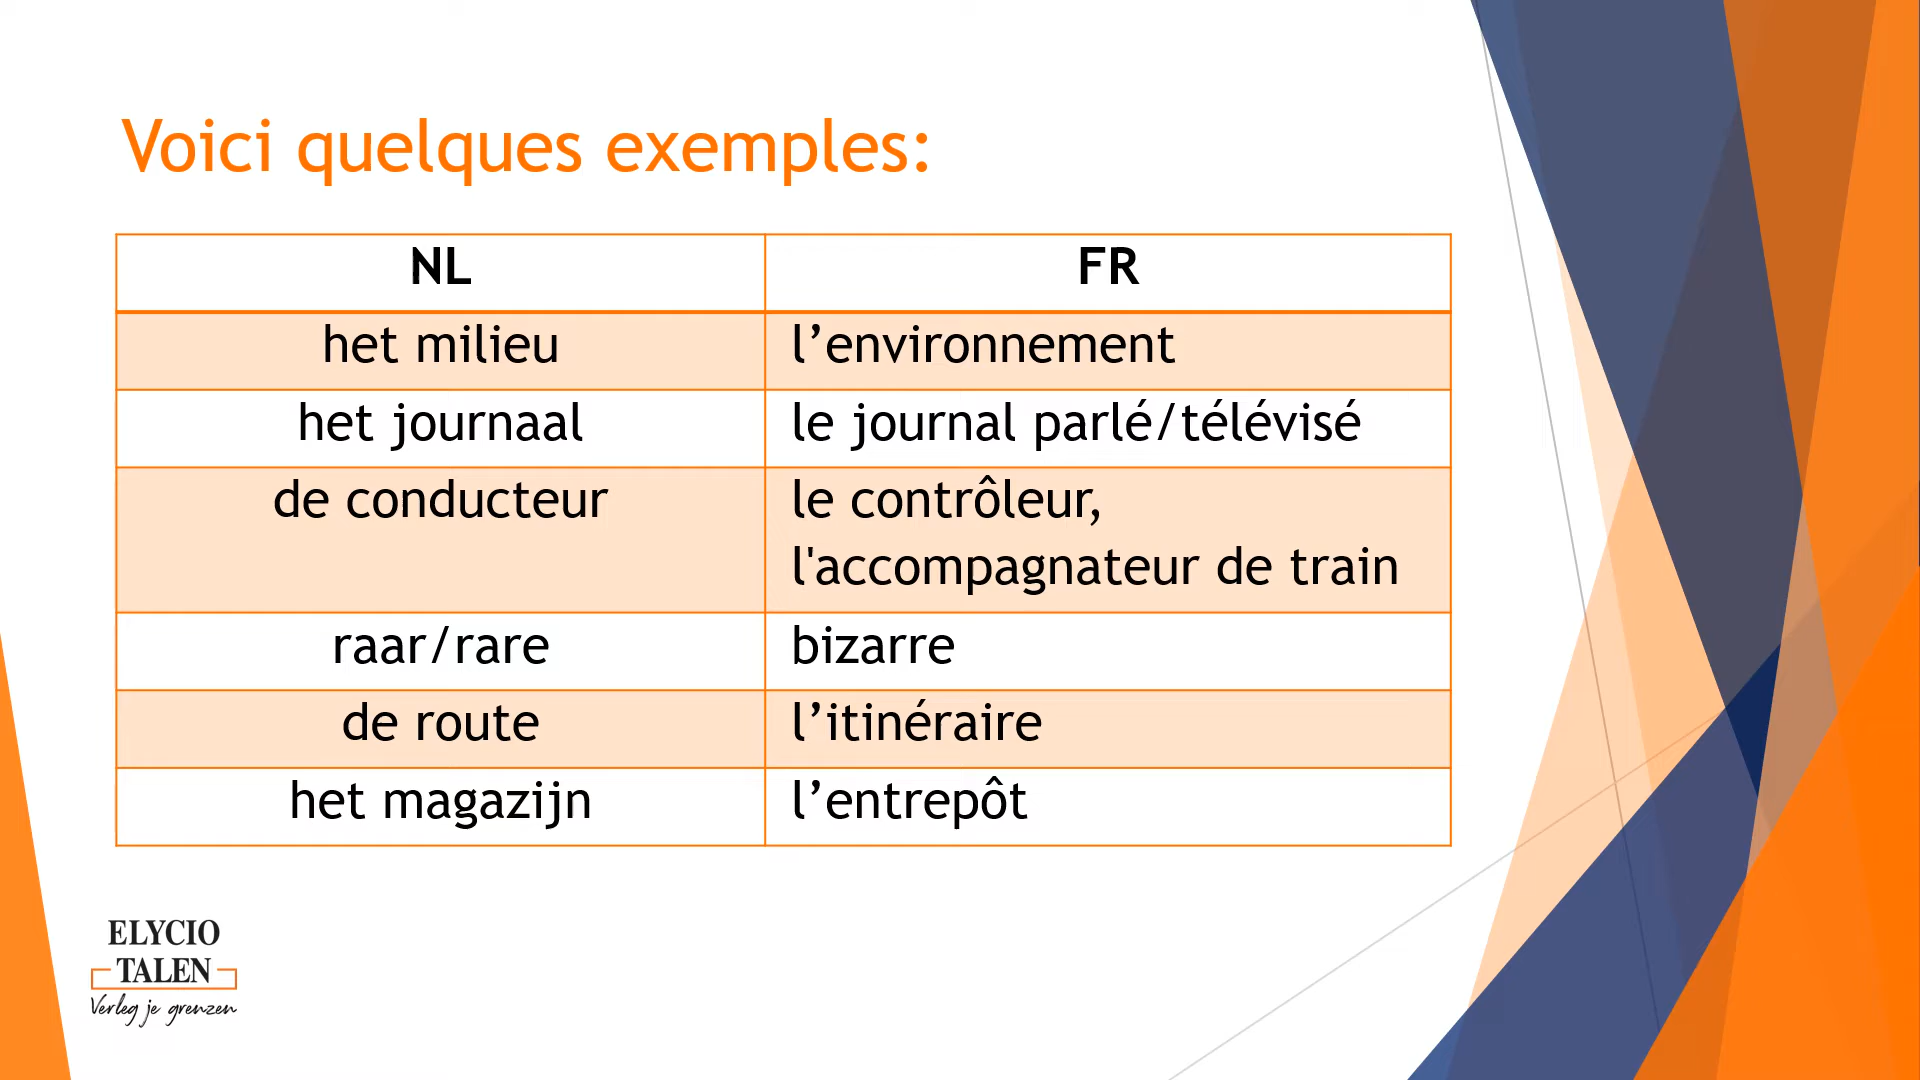 Voici quelques exemples:
NL FR
het milieu l’environnement
het journaal le journal parlé/télévisé
de conducteur le contrôleur,
l'accompagnateur de train
raar/rare bizarre
de route l’itinéraire
het magazijn l’entrepôt
ELYCIO
TALEN
Verleg je grenzen